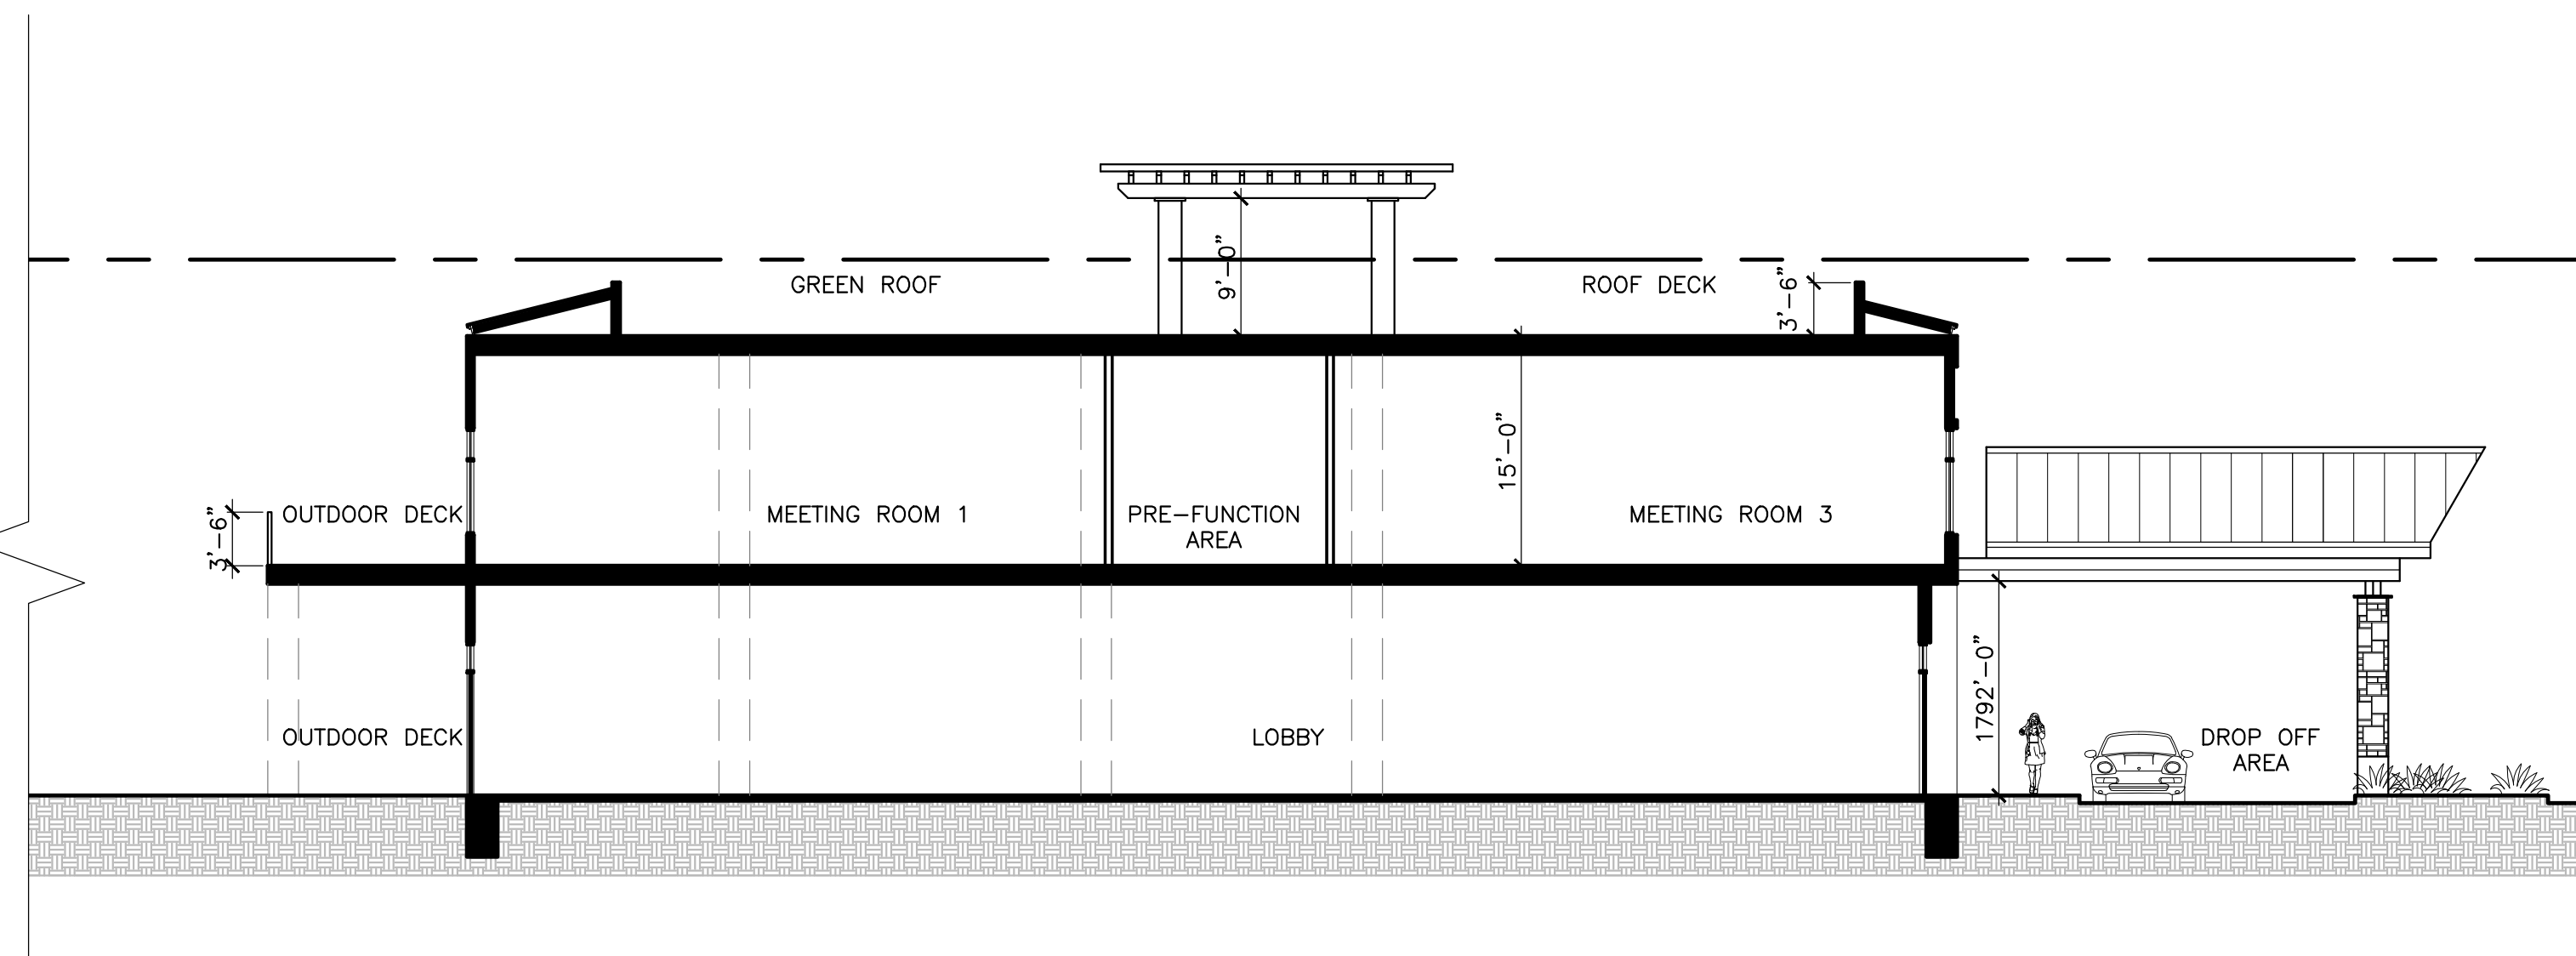 9'-0"
GREEN ROOF
ROOF DECK
3'-6"
15'-0"
3'-6"
OUTDOOR DECK
MEETING ROOM 1
PRE-FUNCTION
AREA
MEETING ROOM 3
1792'-0"
OUTDOOR DECK
LOBBY
DROP OFF
AREA